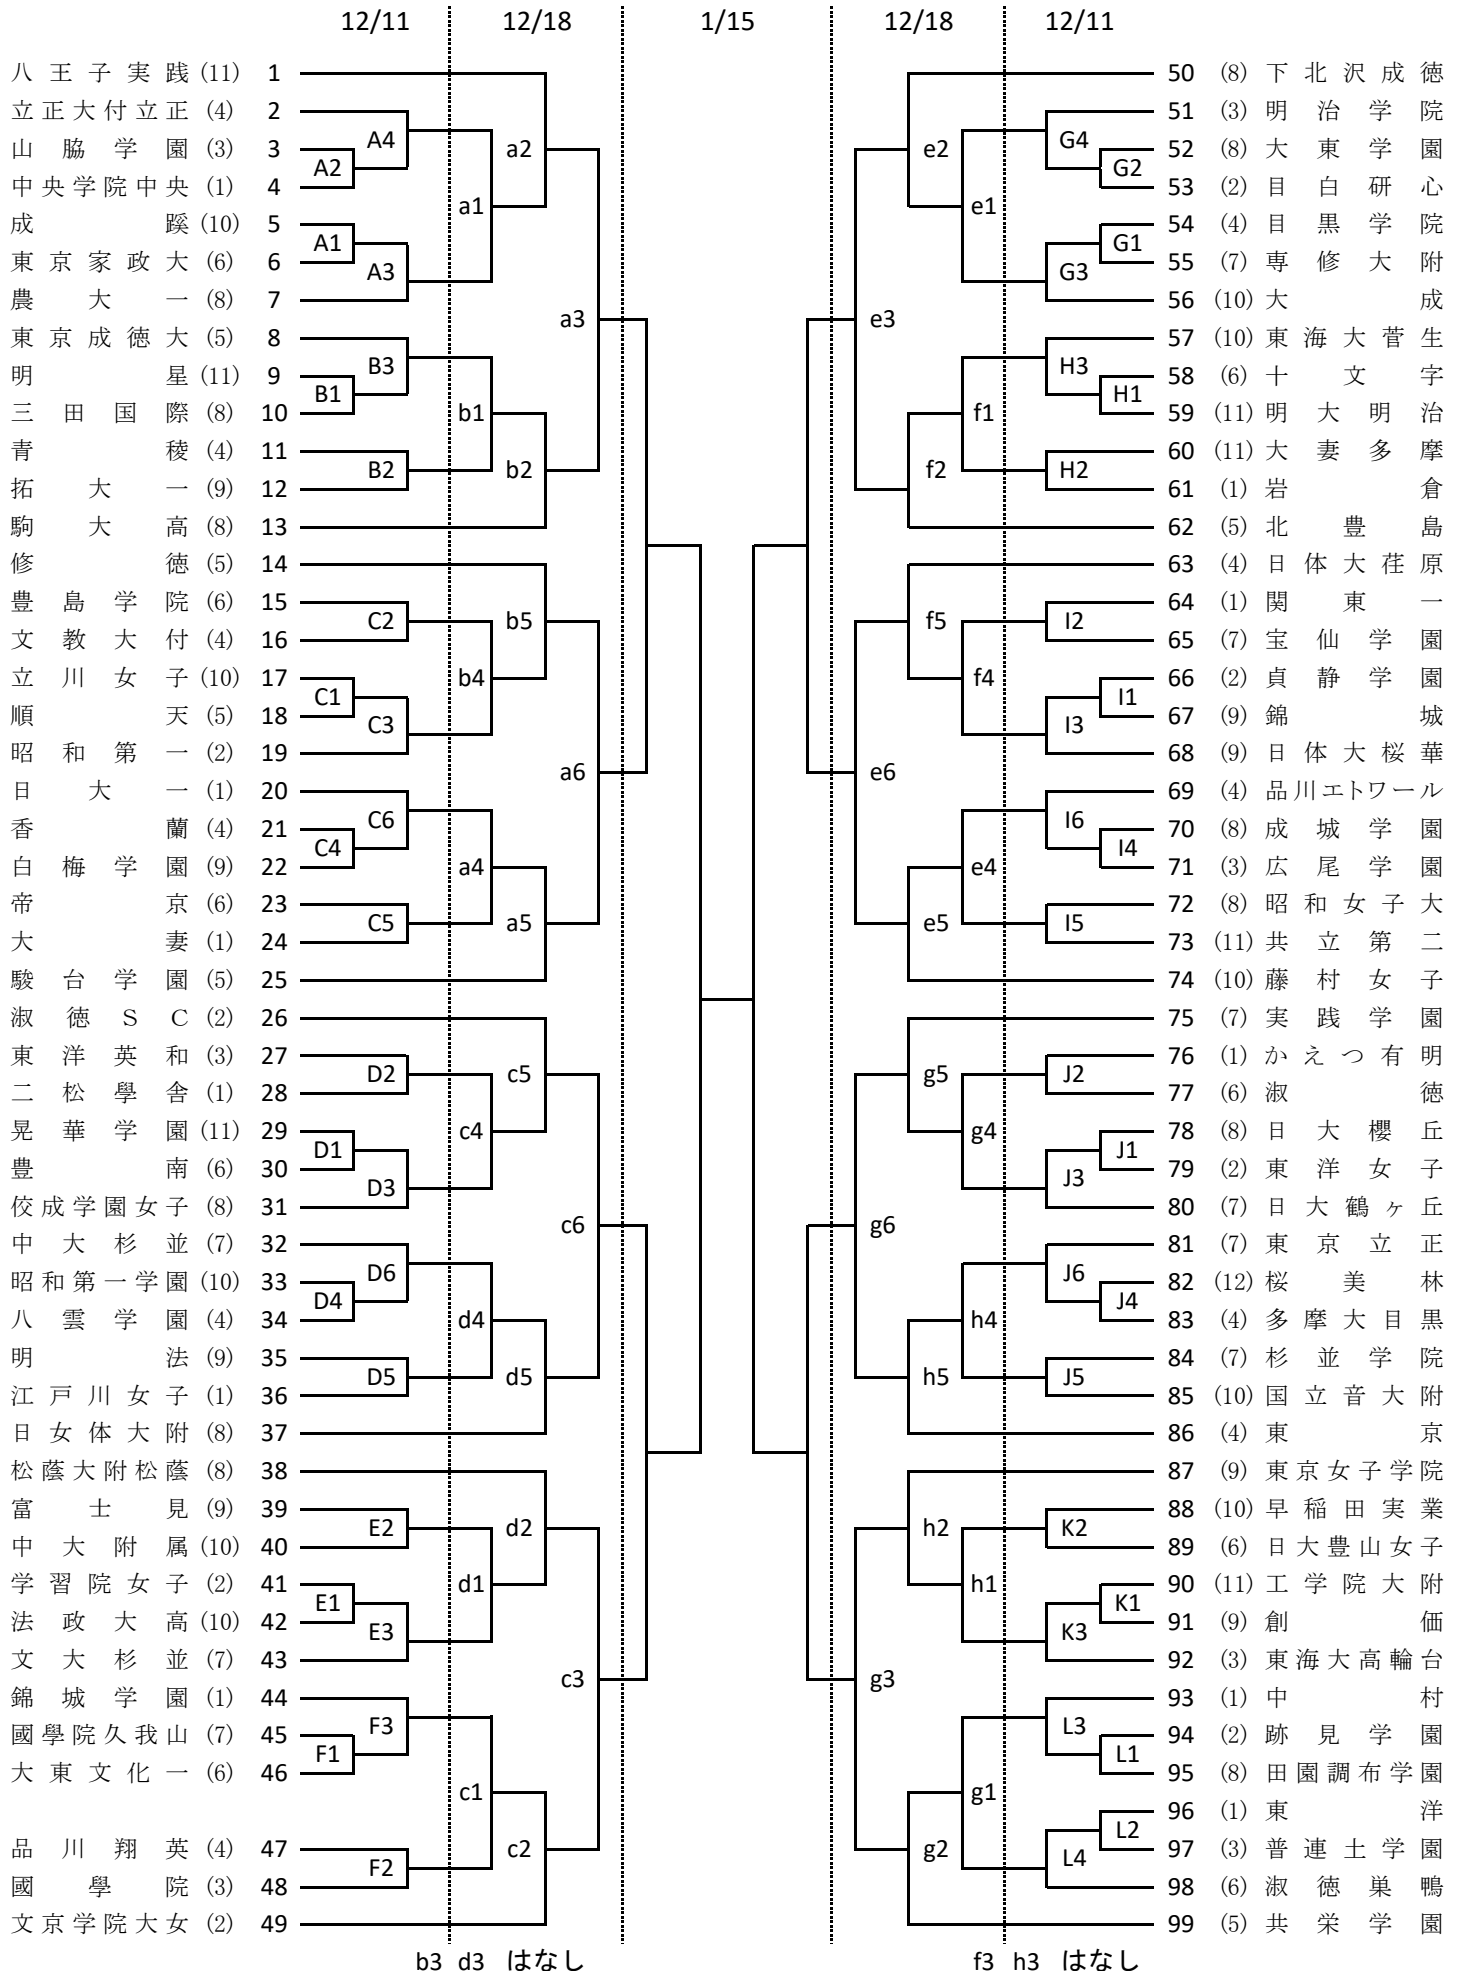 12/11 12/18 1/15 12/18 12/11
八王子実践 (11) 1 50 (8) 下北沢成徳
立正大付立正 (4) 2 51 (3) 明治学院
A4 G4
山脇学園 (3) 3 a2 e2 52 (8) 大東学園
A2 G2
中央学院中央 (1) 4 53 (2) 目白研心
a1 e1
成蹊 (10) 5 54 (4) 目黒学院
A1 G1
東京家政大 (6) 6 55 (7) 専修大附
A3 G3
農大一 (8) 7 56 (10) 大成
a3 e3
東京成徳大 (5) 8 57 (10) 東海大菅生
B3 H3
明星 (11) 9 58 (6) 十文字
B1 H1
三田国際 (8) 10 b1 f1 59 (11) 明大明治
青稜 (4) 11 60 (11) 大妻多摩
B2 b2 f2 H2
拓大一 (9) 12 61 (1) 岩倉
駒大高 (8) 13 62 (5) 北豊島
修徳 (5) 14 63 (4) 日体大荏原
豊島学院 (6) 15 64 (1) 関東一
C2 b5 f5 I2
文教大付 (4) 16 65 (7) 宝仙学園
立川女子 (10) 17 b4 f4 66 (2) 貞静学園
C1 I1
順天 (5) 18 67 (9) 錦城
C3 I3
昭和第一 (2) 19 68 (9) 日体大桜華
a6 e6
日大一 (1) 20 69 (4) 品川エトワール
C6 I6
香蘭 (4) 21 70 (8) 成城学園
C4 I4
白梅学園 (9) 22 a4 e4 71 (3) 広尾学園
帝京 (6) 23 72 (8) 昭和女子大
C5 a5 e5 I5
大妻 (1) 24 73 (11) 共立第二
駿台学園 (5) 25 74 (10) 藤村女子
淑徳ＳＣ (2) 26 75 (7) 実践学園
東洋英和 (3) 27 76 (1) かえつ有明
D2 c5 g5 J2
二松學舎 (1) 28 77 (6) 淑徳
晃華学園 (11) 29 c4 g4 78 (8) 日大櫻丘
D1 J1
豊南 (6) 30 79 (2) 東洋女子
D3 J3
佼成学園女子 (8) 31 80 (7) 日大鶴ヶ丘
c6 g6
中大杉並 (7) 32 81 (7) 東京立正
D6 J6
昭和第一学園 (10) 33 82 (12) 桜美林
D4 J4
八雲学園 (4) 34 d4 h4 83 (4) 多摩大目黒
明法 (9) 35 84 (7) 杉並学院
D5 d5 h5 J5
江戸川女子 (1) 36 85 (10) 国立音大附
日女体大附 (8) 37 86 (4) 東京
松蔭大附松蔭 (8) 38 87 (9) 東京女子学院
富士見 (9) 39 88 (10) 早稲田実業
E2 d2 h2 K2
中大附属 (10) 40 89 (6) 日大豊山女子
学習院女子 (2) 41 d1 h1 90 (11) 工学院大附
E1 K1
法政大高 (10) 42 91 (9) 創価
E3 K3
文大杉並 (7) 43 92 (3) 東海大高輪台
c3 g3
錦城学園 (1) 44 93 (1) 中村
F3 L3
國學院久我山 (7) 45 94 (2) 跡見学園
F1 L1
大東文化一 (6) 46 95 (8) 田園調布学園
c1 g1
96 (1) 東洋
L2
品川翔英 (4) 47 c2 g2 97 (3) 普連土学園
F2 L4
國學院 (3) 48 98 (6) 淑徳巣鴨
文京学院大女 (2) 49 99 (5) 共栄学園
b3 d3 はなし f3 h3 はなし